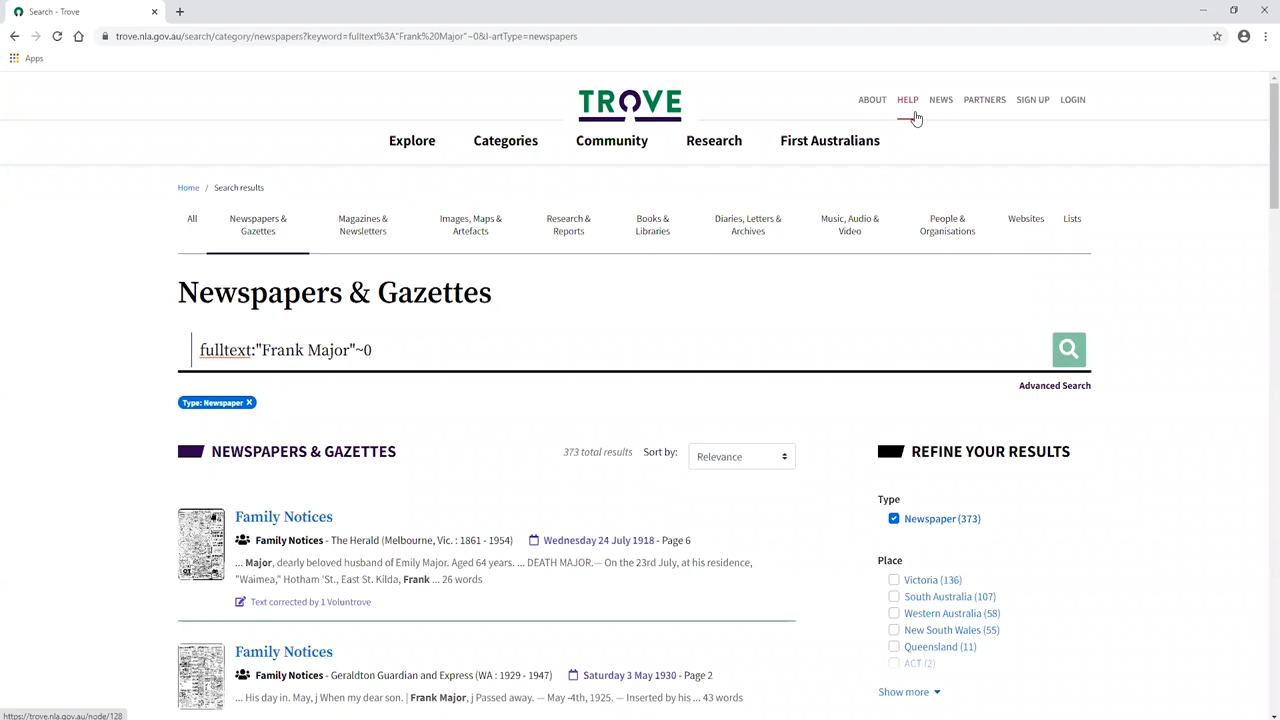 Search - Trove
trove.nla.gov.au/search/category/newspapers?keyword=fulltext%3A"Frank%20Major"~0&l-artType=newspapers
Apps
TROVE
ABOUT HELP NEWS PARTNERS SIGN UP LOGIN
Explore Categories Community Research First Australians
Home / Search results
All
Newspapers & Gazettes
Magazines & Newsletters
Images, Maps & Artefacts
Research & Reports
Books & Libraries
Diaries, Letters & Archives
Music, Audio & Video
People & Organisations
Websites
Lists
Newspapers & Gazettes
fulltext:"Frank Major"~0
Advanced Search
Type: Newspaper ×
NEWSPAPERS & GAZETTES
373 total results Sort by: Relevance
Family Notices
Family Notices - The Herald (Melbourne, Vic. : 1861 - 1954) Wednesday 24 July 1918 - Page 6
... Major, dearly beloved husband of Emily Major. Aged 64 years. ... DEATH MAJOR.— On the 23rd July, at his residence,
"Waimea," Hotham 'St., East St. Kilda, Frank ... 26 words
Text corrected by 1 Voluntrove
Family Notices
Family Notices - Geraldton Guardian and Express (WA : 1929 - 1947) Saturday 3 May 1930 - Page 2
... His day in. May, j When my dear son. | Frank Major, j Passed away. — May -4th, 1925. — Inserted by his ... 43 words
REFINE YOUR RESULTS
Type
Newspaper (373)
Place
Victoria (136)
South Australia (107)
Western Australia (58)
New South Wales (55)
Queensland (11)
ACT (2)
Show more
https://trove.nla.gov.au/node/128